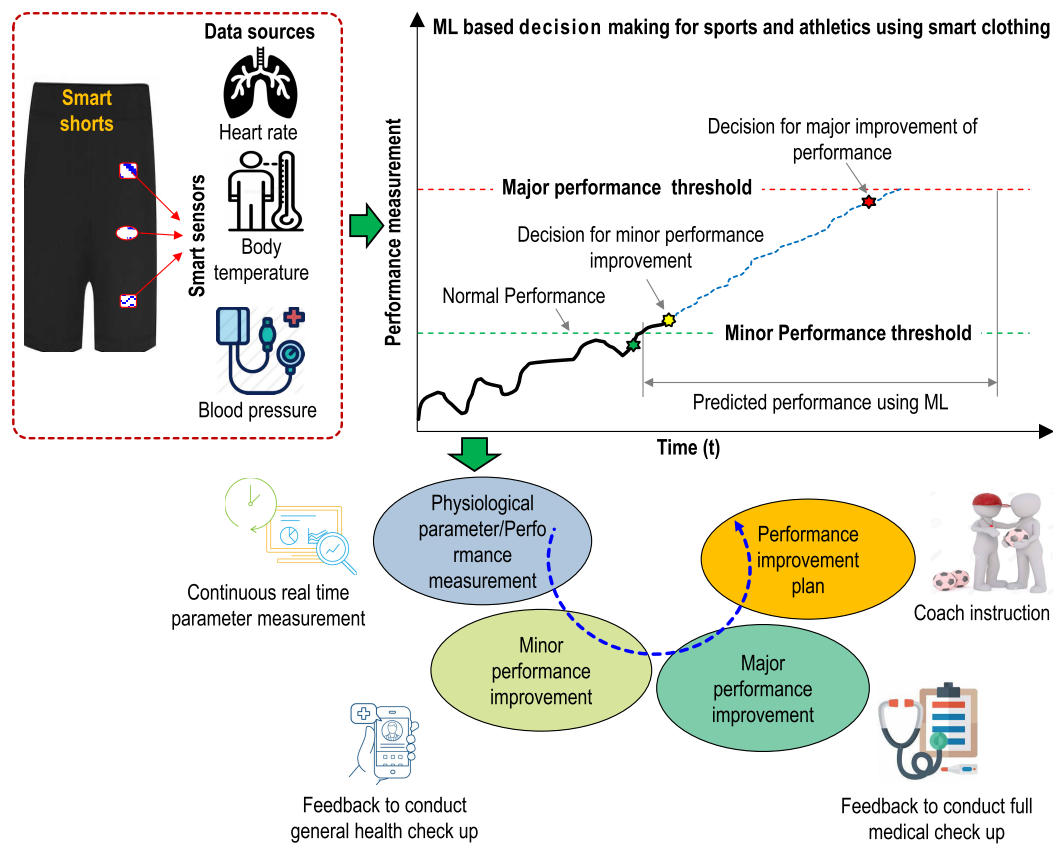 Data sources
Smart
shorts
Heart rate
Smart sensors
Body
temperature
Blood pressure
ML based decision making for sports and athletics using smart clothing
Performance measurement
Decision for major improvement of
performance
Major performance threshold
Decision for minor performance
improvement
Normal Performance
Minor Performance threshold
Predicted performance using ML
Time (t)
Physiological
parameter/Perfo
rmance
measurement
Performance
improvement
plan
Continuous real time
parameter measurement
Coach instruction
Minor
performance
improvement
Major
performance
improvement
Feedback to conduct
general health check up
Feedback to conduct full
medical check up